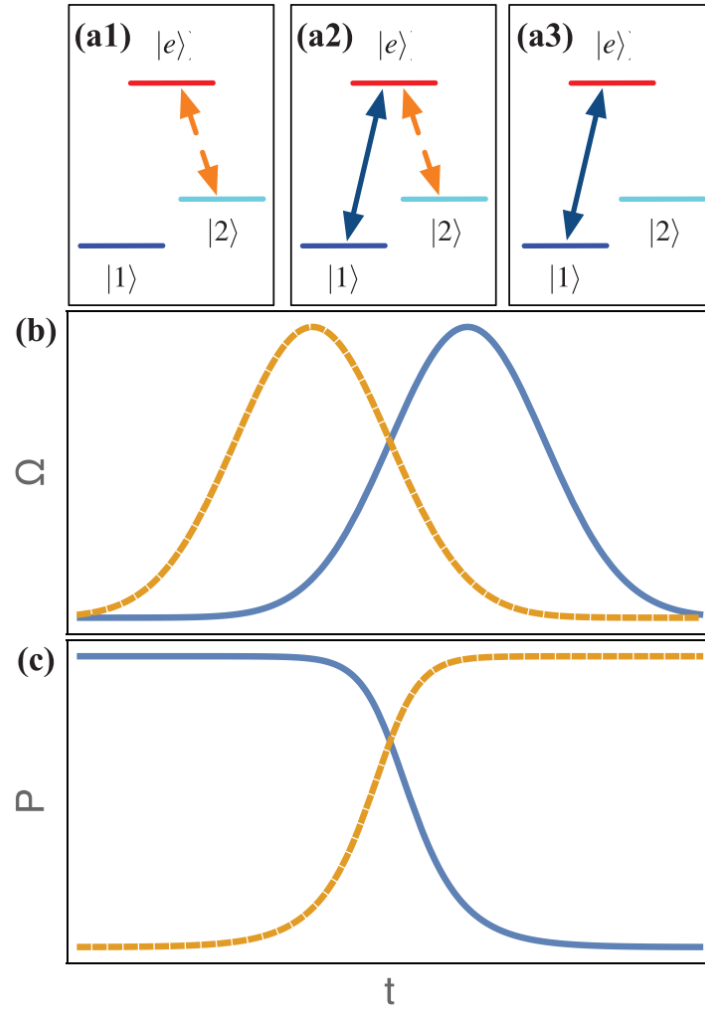 (a1) |e⟩
|2⟩
|1⟩
(a2) |e⟩
|2⟩
|1⟩
(a3) |e⟩
|2⟩
|1⟩
(b)
Ω
(c)
P
t